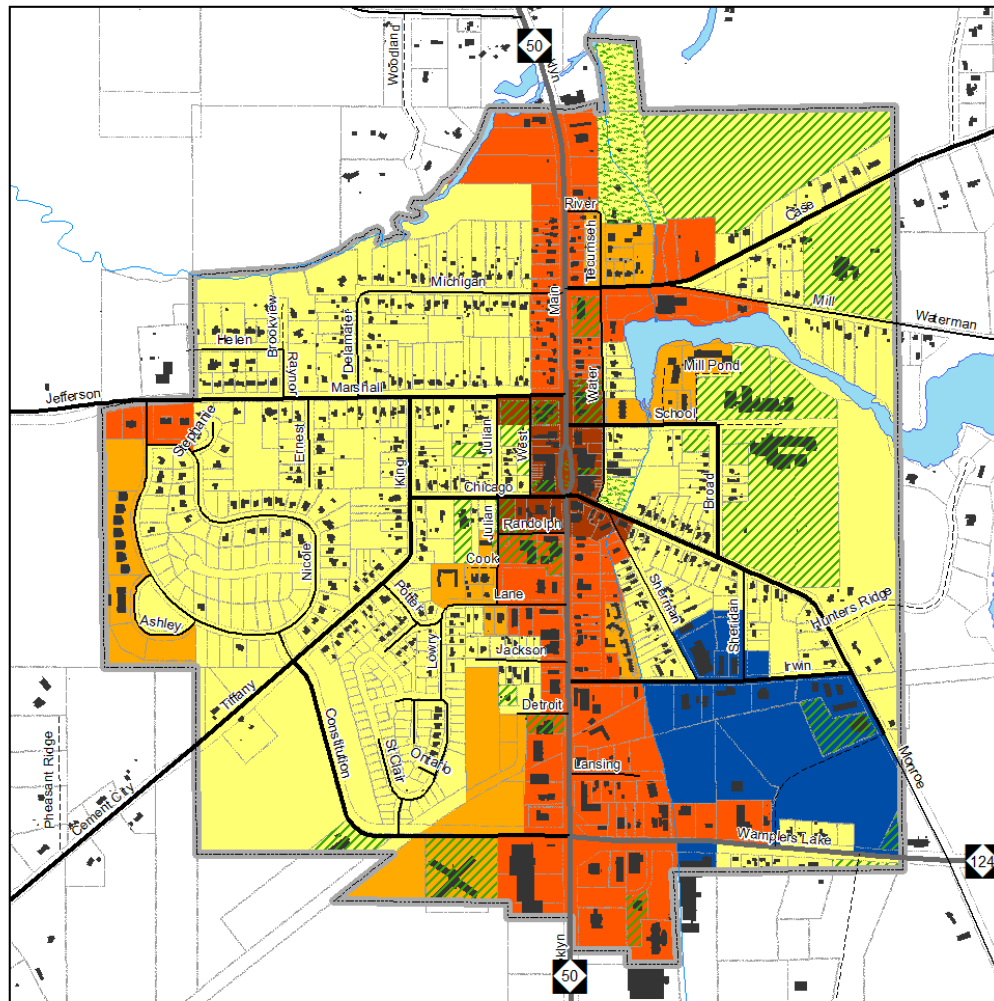 50
klyn
Woodland
River
Case
Tecumseh
Michigan
Main
Mill
Waterman
Brookview
Delamater
Helen
Raynor
Mill Pond
Water
Marshall
Jefferson
School
Stephanie
Ernest
King
Julian
West
Chicago
Broad
Randolph
Julian
Nicole
Cook
Sherman
Potter
Lane
Sheridan
Hunters Ridge
Ashley
Lowry
Jackson
Irwin
Tiffany
Detroit
Constitution
St Clair
Ontario
Lansing
Monroe
Pheasant Ridge
Cement City
Wamplers Lake
124
klyn
50